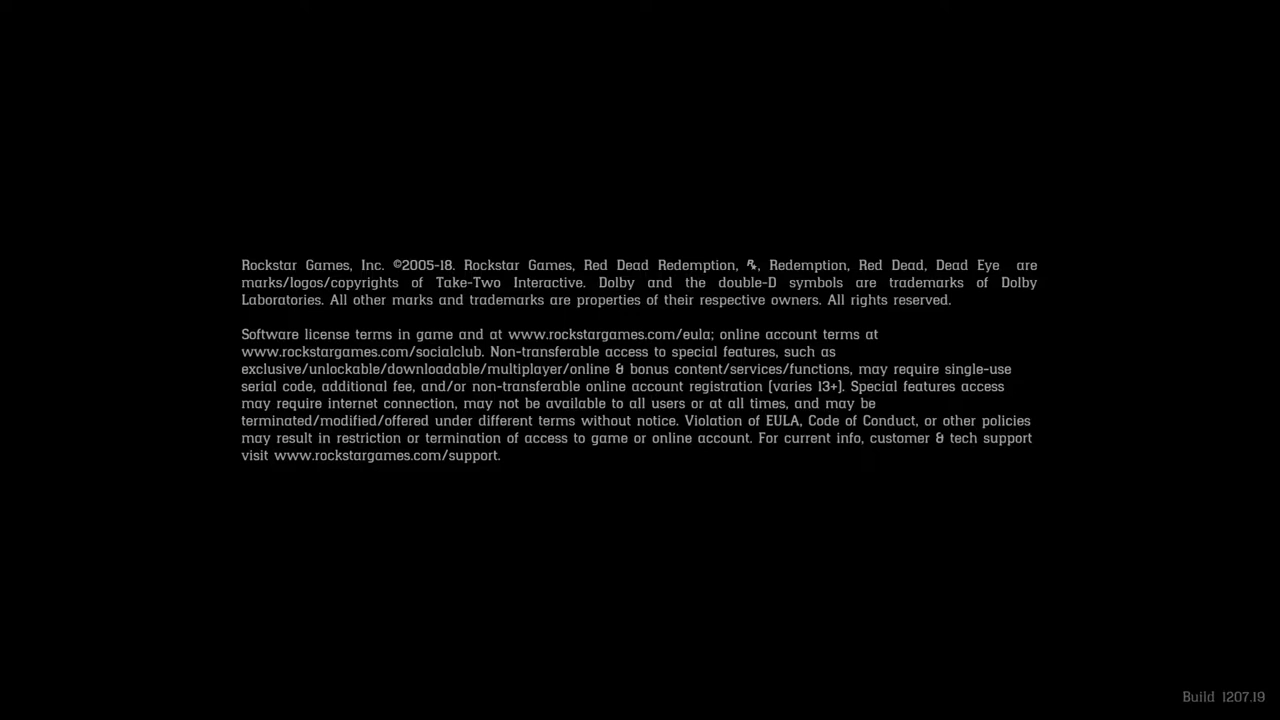 Rockstar Games, Inc. ©2005-18. Rockstar Games, Red Dead Redemption, R*, Redemption, Red Dead, Dead Eye are
marks/logos/copyrights of Take-Two Interactive. Dolby and the double-D symbols are trademarks of Dolby
Laboratories. All other marks and trademarks are properties of their respective owners. All rights reserved.
Software license terms in game and at www.rockstargames.com/eula; online account terms at
www.rockstargames.com/socialclub. Non-transferable access to special features, such as
exclusive/unlockable/downloadable/multiplayer/online & bonus content/services/functions, may require single-use
serial code, additional fee, and/or non-transferable online account registration (varies 13+). Special features access
may require internet connection, may not be available to all users or at all times, and may be
terminated/modified/offered under different terms without notice. Violation of EULA, Code of Conduct, or other policies
may result in restriction or termination of access to game or online account. For current info, customer & tech support
visit www.rockstargames.com/support.
Build 1207.19